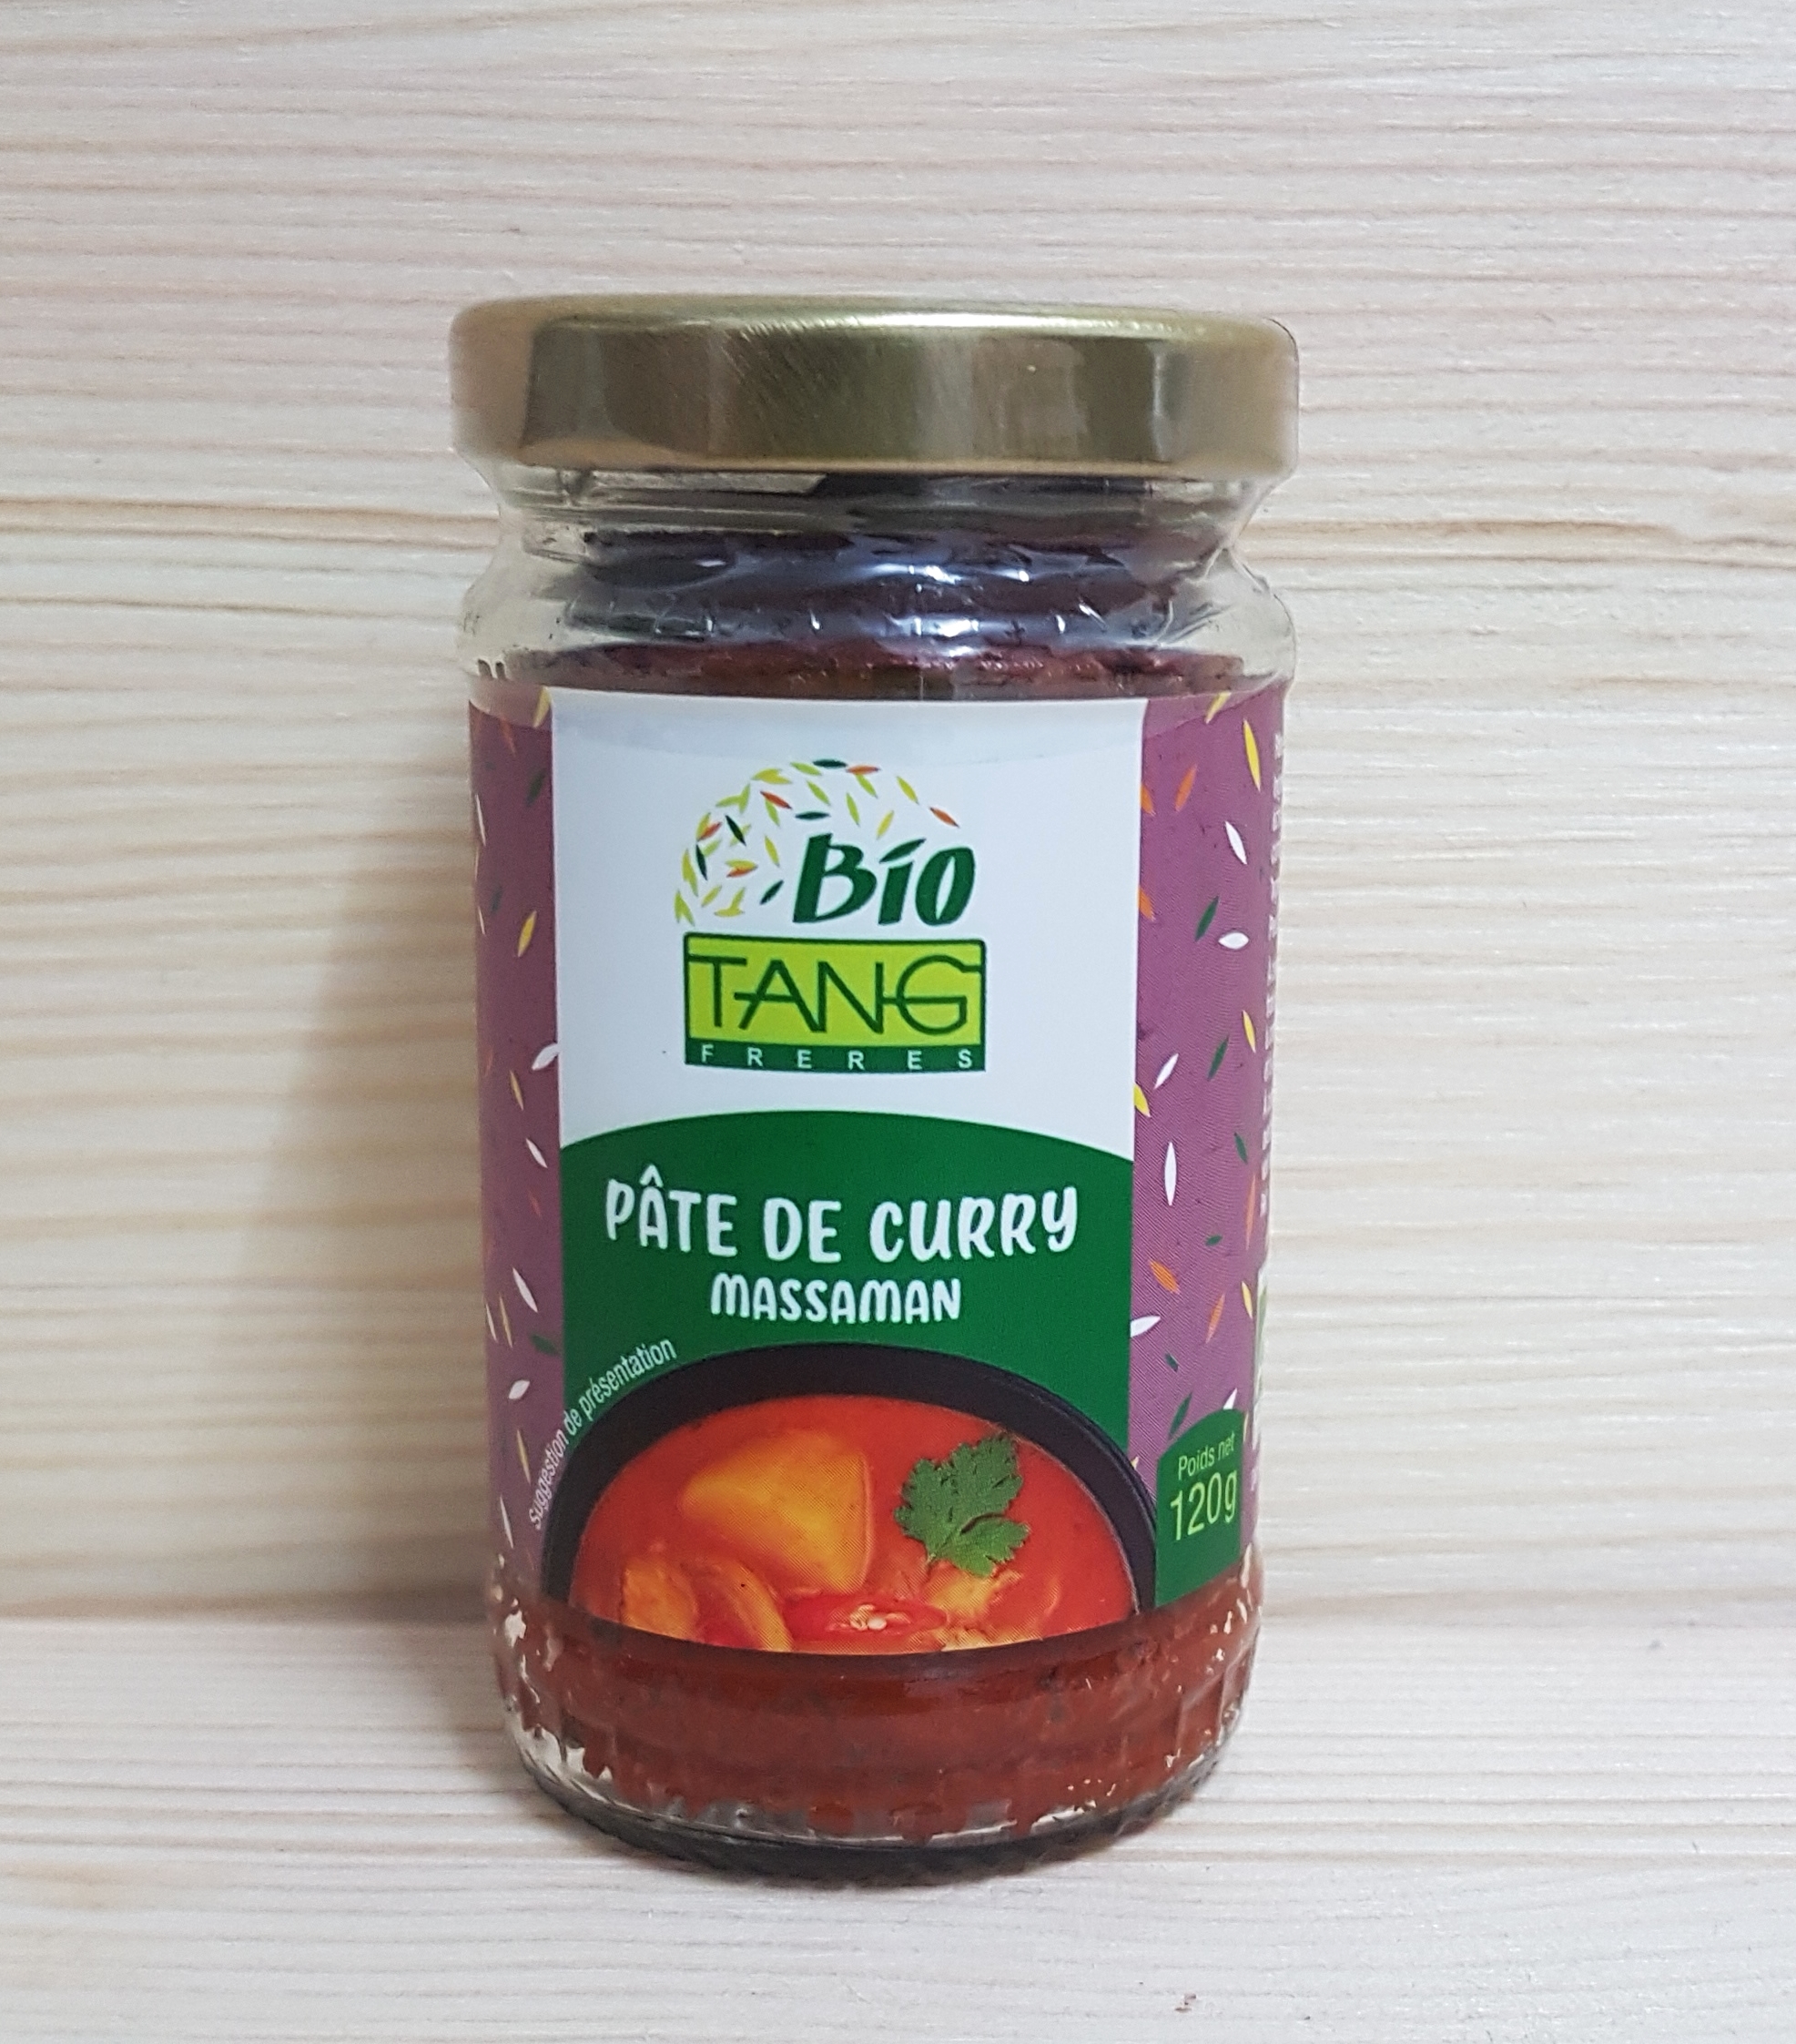 Bio
TANG
FRERES
PÂTE DE CURRY
MASSAMAN
Suggestion de présentation
Poids net
120g